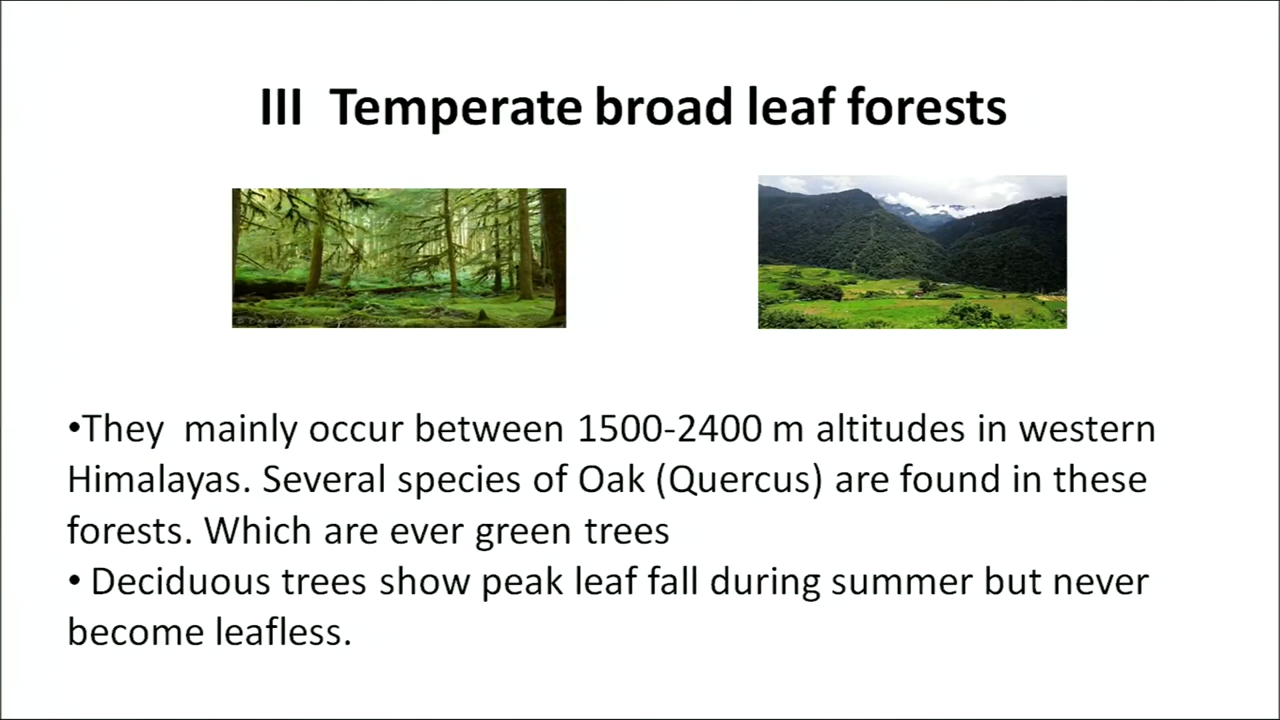 III Temperate broad leaf forests
•They mainly occur between 1500-2400 m altitudes in western
Himalayas. Several species of Oak (Quercus) are found in these
forests. Which are ever green trees
• Deciduous trees show peak leaf fall during summer but never
become leafless.